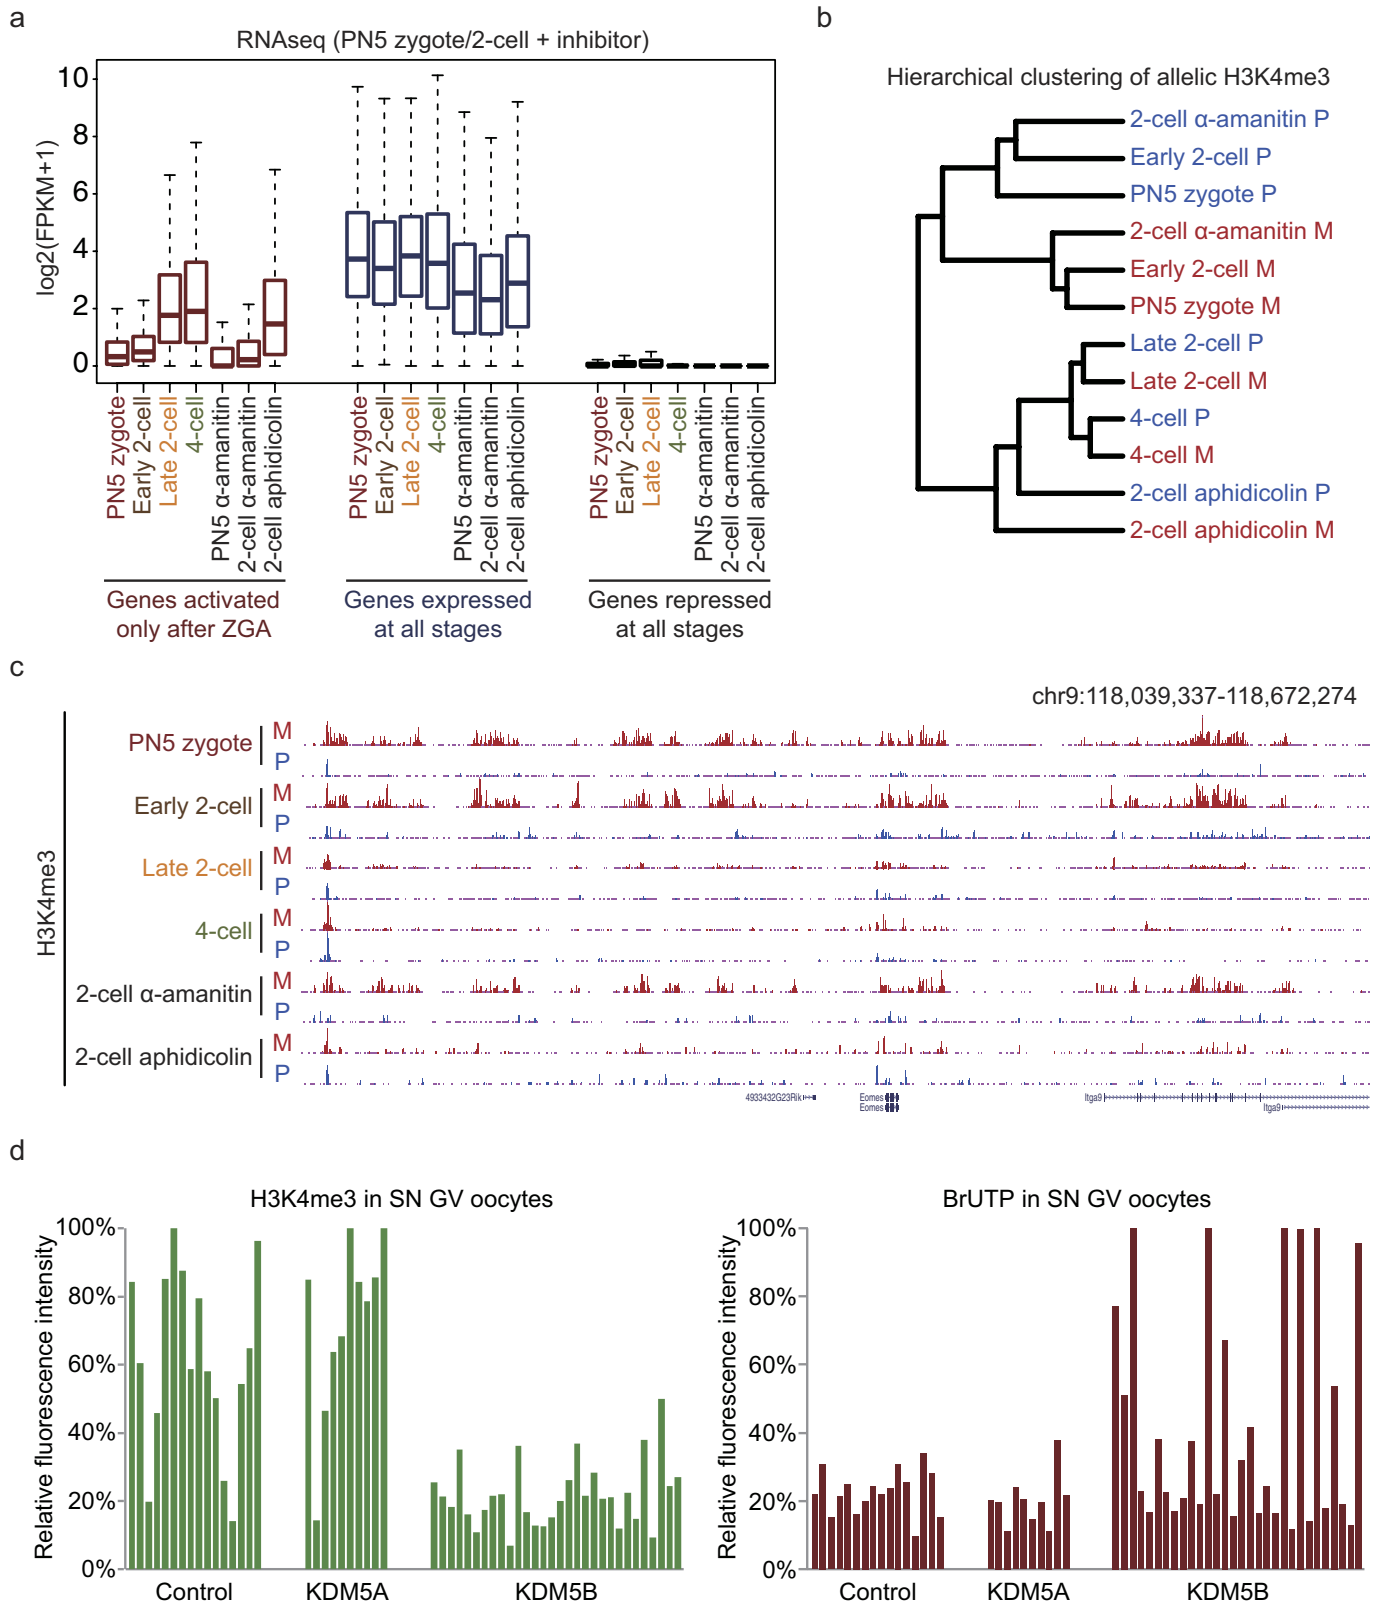 a
RNAseq (PN5 zygote/2-cell + inhibitor)
log2(FPKM+1)
10
8
6
4
2
0
PN5 zygote
Early 2-cell
Late 2-cell
4-cell
PN5 α-amanitin
2-cell α-amanitin
2-cell aphidicolin
PN5 zygote
Early 2-cell
Late 2-cell
4-cell
PN5 α-amanitin
2-cell α-amanitin
2-cell aphidicolin
PN5 zygote
Early 2-cell
Late 2-cell
4-cell
PN5 α-amanitin
2-cell α-amanitin
2-cell aphidicolin
Genes activated
only after ZGA
Genes expressed
at all stages
Genes repressed
at all stages
b
Hierarchical clustering of allelic H3K4me3
2-cell α-amanitin P
Early 2-cell P
PN5 zygote P
2-cell α-amanitin M
Early 2-cell M
PN5 zygote M
Late 2-cell P
Late 2-cell M
4-cell P
4-cell M
2-cell aphidicolin P
2-cell aphidicolin M
c
chr9:118,039,337-118,672,274
H3K4me3
PN5 zygote
M
P
Early 2-cell
M
P
Late 2-cell
M
P
4-cell
M
P
2-cell α-amanitin
M
P
2-cell aphidicolin
M
P
4933432G23Rik
Eomes
Eomes
Itga9
Itga9
d
H3K4me3 in SN GV oocytes
Relative fluorescence intensity
100%
80%
60%
40%
20%
0%
Control
KDM5A
KDM5B
BrUTP in SN GV oocytes
Relative fluorescence intensity
100%
80%
60%
40%
20%
0%
Control
KDM5A
KDM5B